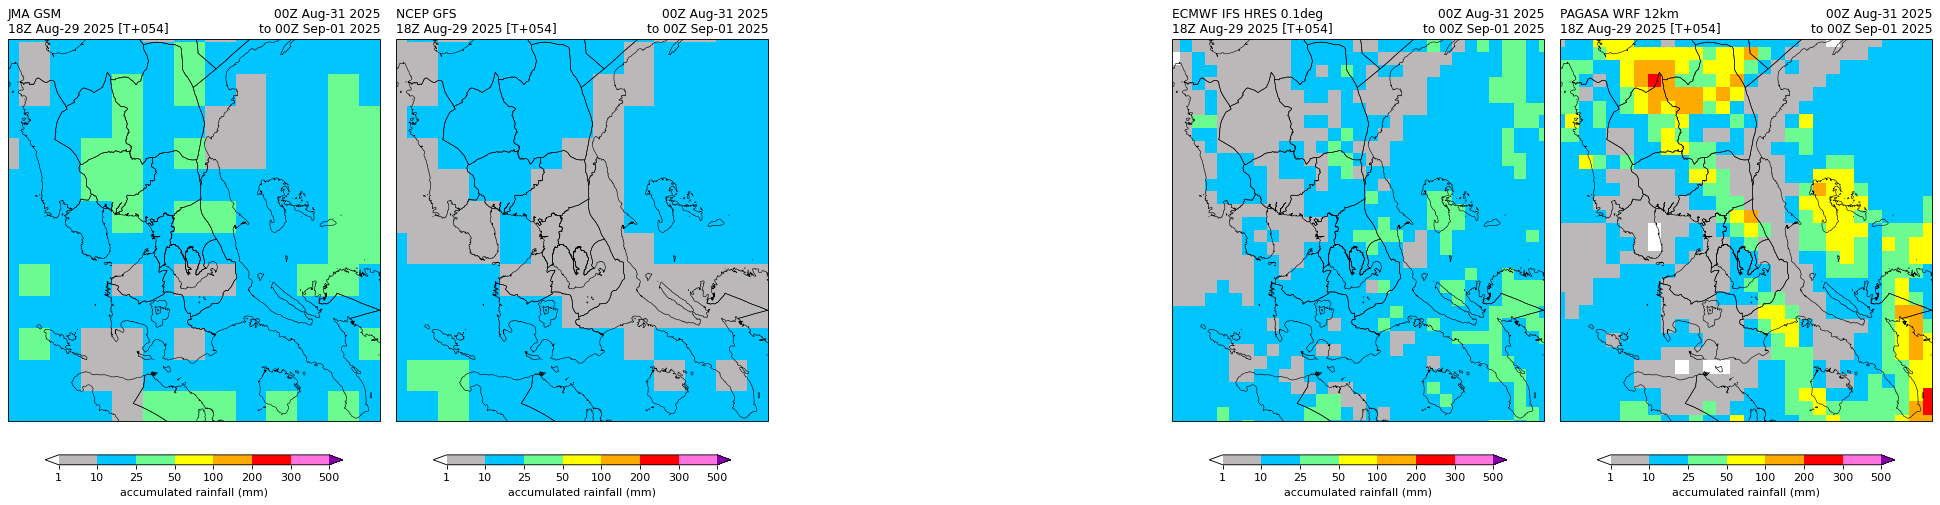 JMA GSM 00Z Aug-31 2025
18Z Aug-29 2025 [T+054] to 00Z Sep-01 2025
1 10 25 50 100 200 300 500
accumulated rainfall (mm)
NCEP GFS 00Z Aug-31 2025
18Z Aug-29 2025 [T+054] to 00Z Sep-01 2025
1 10 25 50 100 200 300 500
accumulated rainfall (mm)
ECMWF IFS HRES 0.1deg 00Z Aug-31 2025
18Z Aug-29 2025 [T+054] to 00Z Sep-01 2025
1 10 25 50 100 200 300 500
accumulated rainfall (mm)
PAGASA WRF 12km 00Z Aug-31 2025
18Z Aug-29 2025 [T+054] to 00Z Sep-01 2025
1 10 25 50 100 200 300 500
accumulated rainfall (mm)